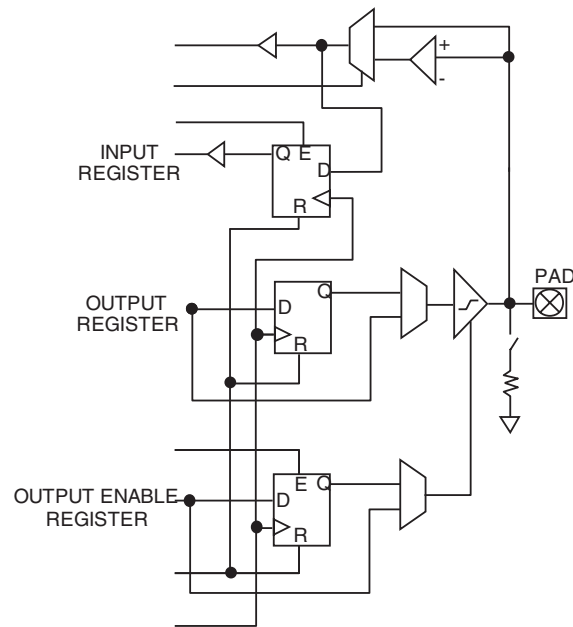 +
-
INPUT
REGISTER
Q E
D
R
PAD
OUTPUT
REGISTER
Q
D
R
OUTPUT ENABLE
REGISTER
E Q
D
R